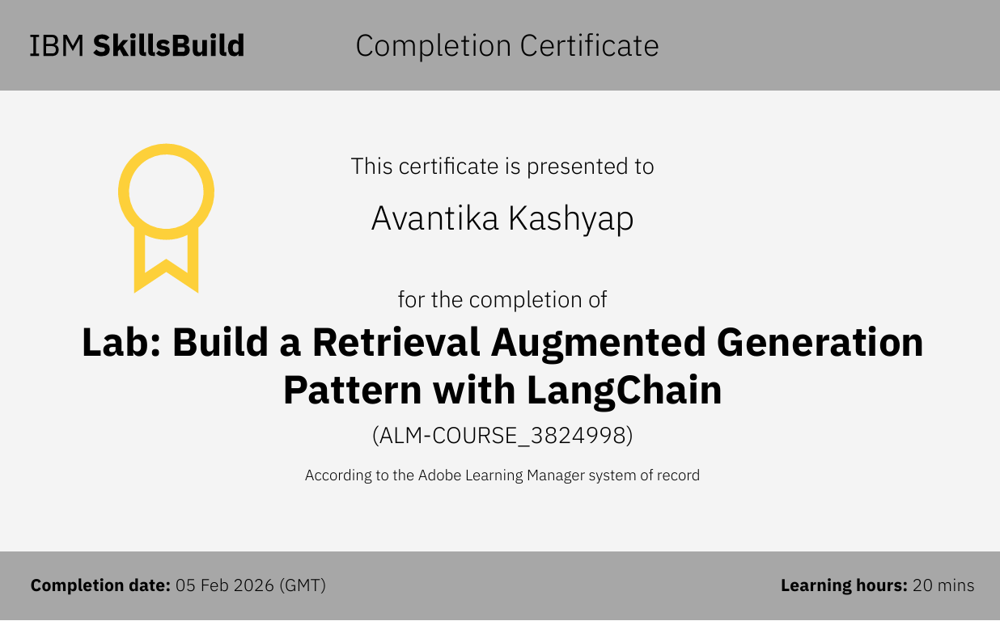 IBM SkillsBuild
Completion Certificate
This certificate is presented to
Avantika Kashyap
for the completion of
Lab: Build a Retrieval Augmented Generation
Pattern with LangChain
(ALM-COURSE_3824998)
According to the Adobe Learning Manager system of record
Completion date: 05 Feb 2026 (GMT)
Learning hours: 20 mins